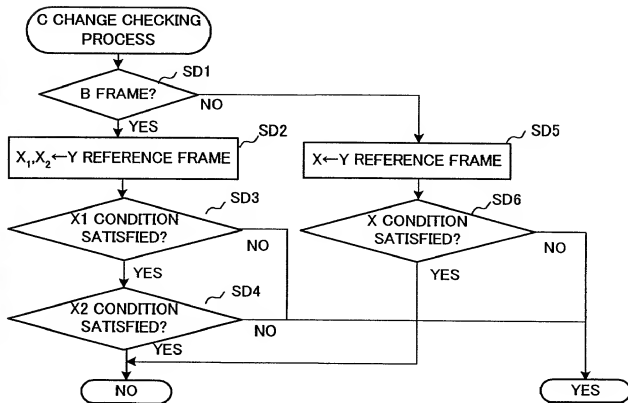 C CHANGE CHECKING
PROCESS
SD1
B FRAME?
NO
YES
SD2
X₁,X₂←Y REFERENCE FRAME
SD5
X←Y REFERENCE FRAME
SD3
X1 CONDITION
SATISFIED?
NO
YES
SD6
X CONDITION
SATISFIED?
NO
YES
SD4
X2 CONDITION
SATISFIED?
NO
YES
NO
YES